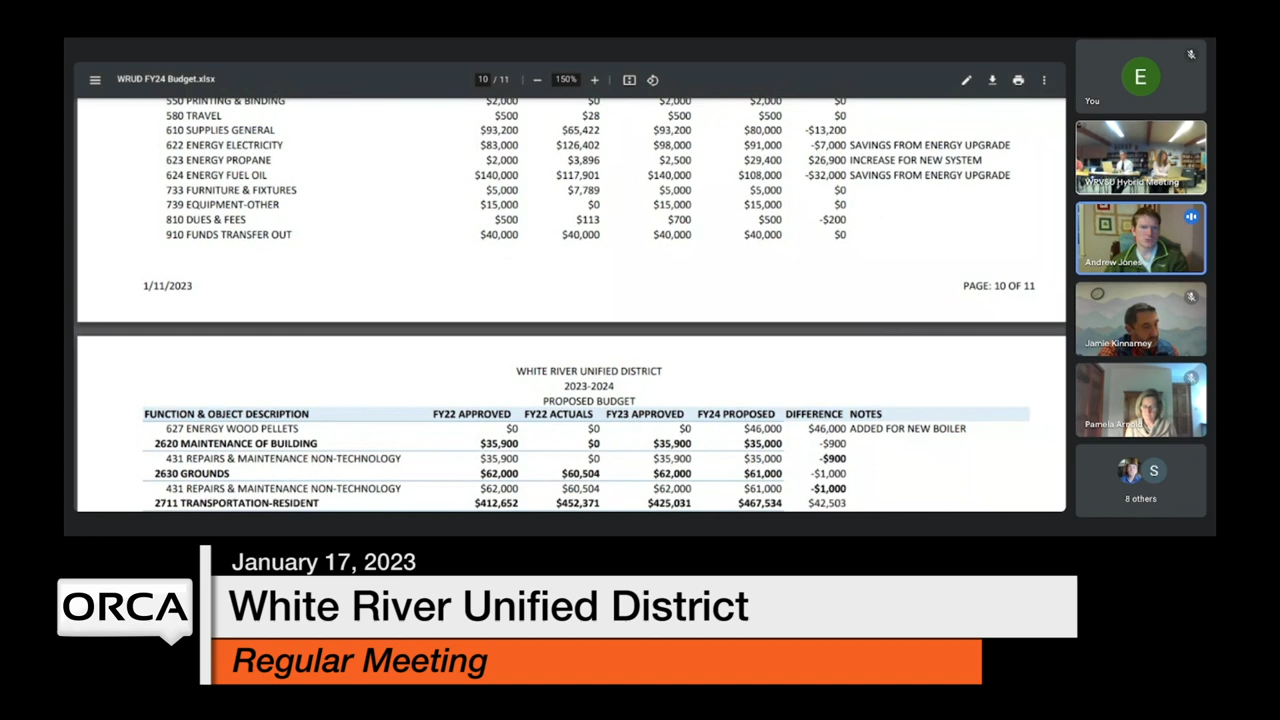 WRUD FY24 Budget.xlsx
10 / 11
150%
550 PRINTING & BINDING $2,000 $0 $2,000 $2,000 $0
580 TRAVEL $500 $28 $500 $500 $0
610 SUPPLIES GENERAL $93,200 $65,422 $93,200 $80,000 -$13,200
622 ENERGY ELECTRICITY $83,000 $126,402 $98,000 $91,000 -$7,000 SAVINGS FROM ENERGY UPGRADE
623 ENERGY PROPANE $2,000 $3,896 $2,500 $29,400 $26,900 INCREASE FOR NEW SYSTEM
624 ENERGY FUEL OIL $140,000 $117,901 $140,000 $108,000 -$32,000 SAVINGS FROM ENERGY UPGRADE
733 FURNITURE & FIXTURES $5,000 $7,789 $5,000 $5,000 $0
739 EQUIPMENT-OTHER $15,000 $0 $15,000 $15,000 $0
810 DUES & FEES $500 $113 $700 $500 -$200
910 FUNDS TRANSFER OUT $40,000 $40,000 $40,000 $40,000 $0
1/11/2023 PAGE: 10 OF 11
WHITE RIVER UNIFIED DISTRICT
2023-2024
PROPOSED BUDGET
FUNCTION & OBJECT DESCRIPTION FY22 APPROVED FY22 ACTUALS FY23 APPROVED FY24 PROPOSED DIFFERENCE NOTES
627 ENERGY WOOD PELLETS $0 $0 $0 $46,000 $46,000 ADDED FOR NEW BOILER
2620 MAINTENANCE OF BUILDING $35,900 $0 $35,900 $35,000 -$900
431 REPAIRS & MAINTENANCE NON-TECHNOLOGY $35,900 $0 $35,900 $35,000 -$900
2630 GROUNDS $62,000 $60,504 $62,000 $61,000 -$1,000
431 REPAIRS & MAINTENANCE NON-TECHNOLOGY $62,000 $60,504 $62,000 $61,000 -$1,000
2711 TRANSPORTATION-RESIDENT $412,652 $452,371 $425,031 $467,534 $42,503
E
You
WRVSU Hybrid Meeting
Andrew Jones
Jamie Kinnarney
Pamela Arnold
S
8 others
January 17, 2023
ORCA
White River Unified District
Regular Meeting